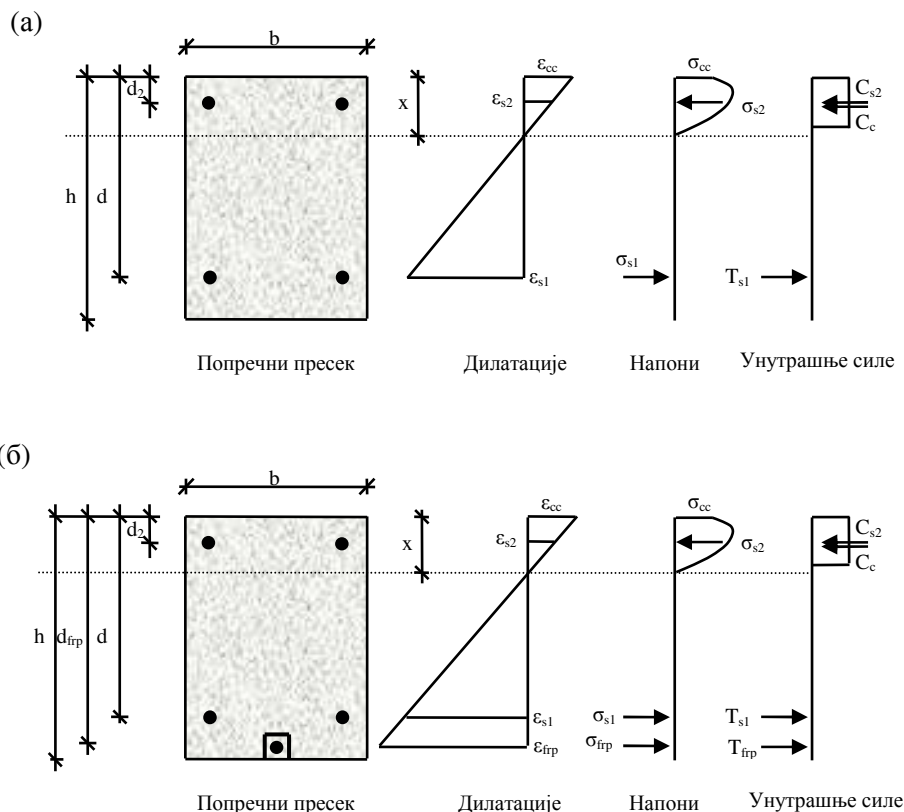 (а)
b
d₂
x
h
d
εcc
εs2
εs1
σcc
σs2
σs1
Cs2
Cc
Ts1
Попречни пресек
Дилатације
Напони
Унутрашње силе
(б)
b
d₂
x
h
dfrp
d
εcc
εs2
εs1
εfrp
σcc
σs2
σs1
σfrp
Cs2
Cc
Ts1
Tfrp
Попречни пресек
Дилатације
Напони
Унутрашње силе